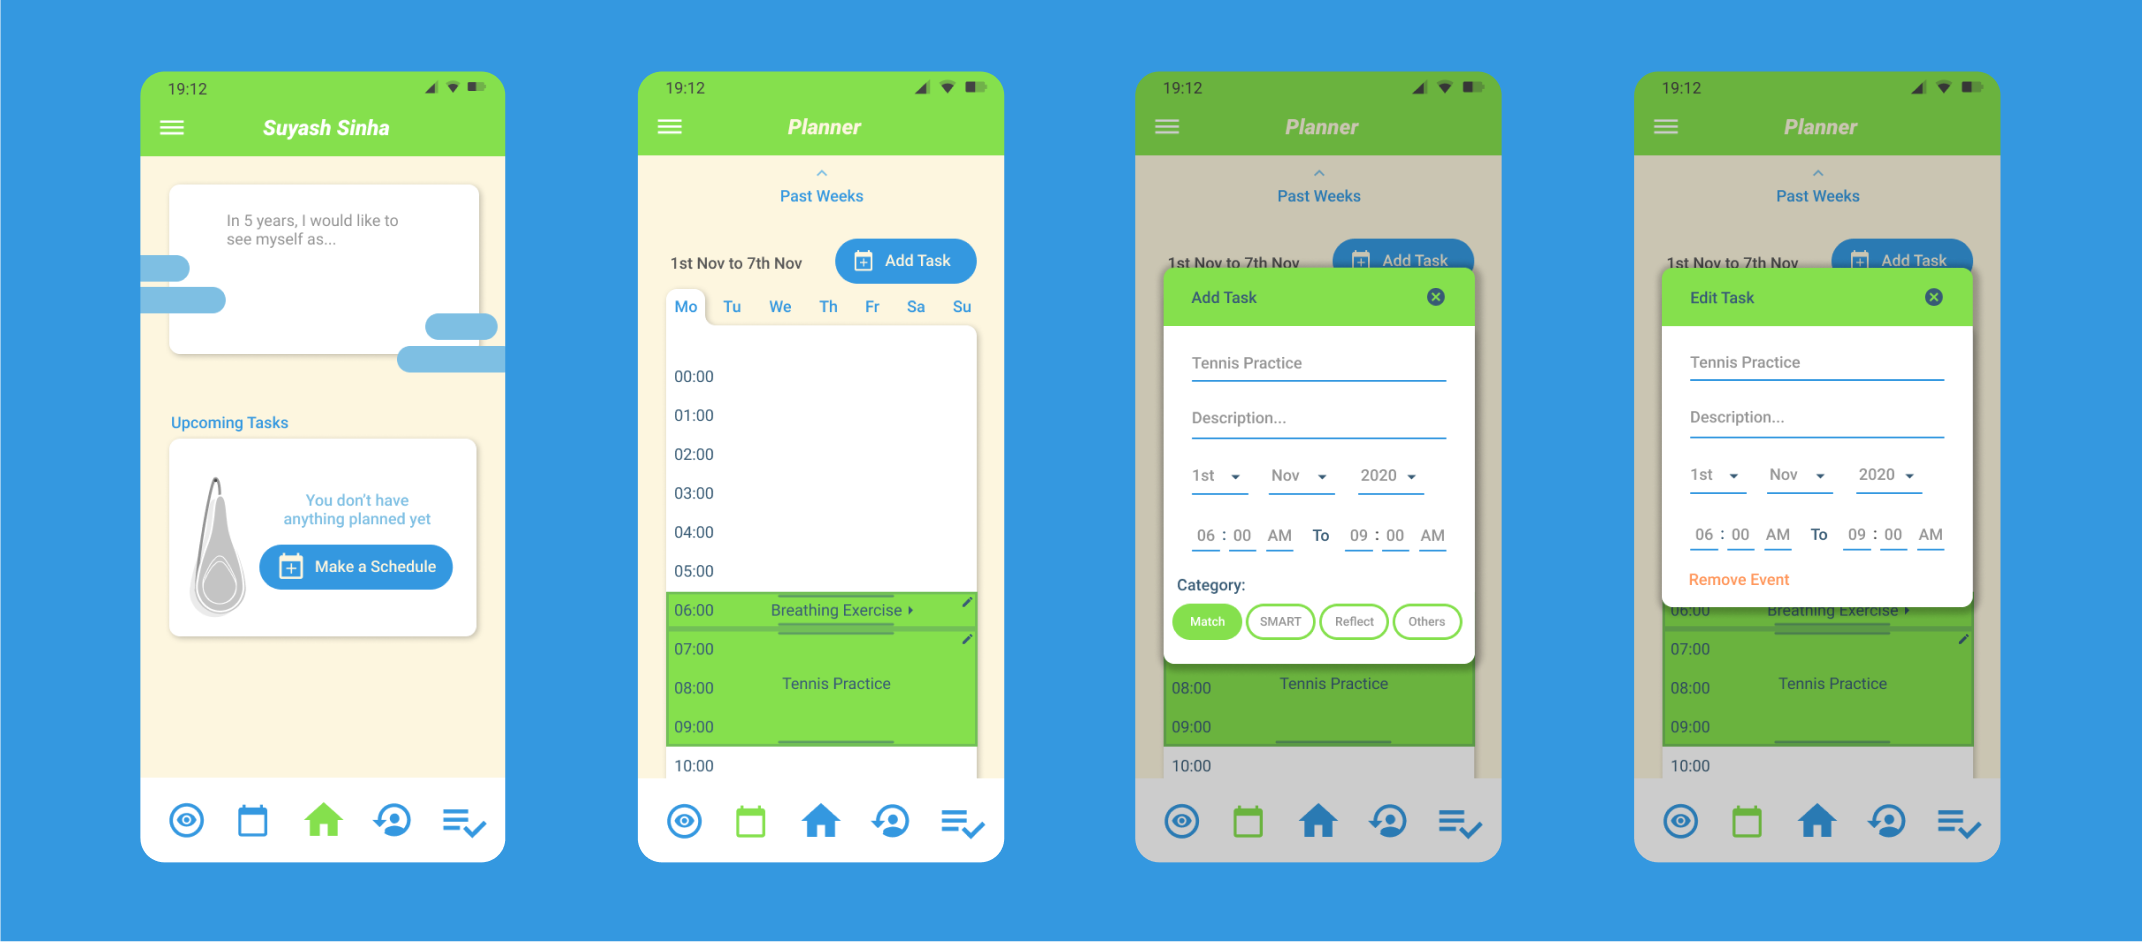 19:12
Suyash Sinha
In 5 years, I would like to
see myself as...
Upcoming Tasks
You don't have
anything planned yet
Make a Schedule
19:12
Planner
Past Weeks
1st Nov to 7th Nov
Add Task
Mo Tu We Th Fr Sa Su
00:00
01:00
02:00
03:00
04:00
05:00
06:00 Breathing Exercise
07:00
08:00 Tennis Practice
09:00
10:00
19:12
Planner
Past Weeks
1st Nov to 7th Nov
Add Task
Add Task
Tennis Practice
Description...
1st Nov 2020
06 : 00 AM To 09 : 00 AM
Category:
Match SMART Reflect Others
08:00 Tennis Practice
09:00
10:00
19:12
Planner
Past Weeks
1st Nov to 7th Nov
Add Task
Edit Task
Tennis Practice
Description...
1st Nov 2020
06 : 00 AM To 09 : 00 AM
Remove Event
06:00 Breathing Exercise
07:00
08:00 Tennis Practice
09:00
10:00